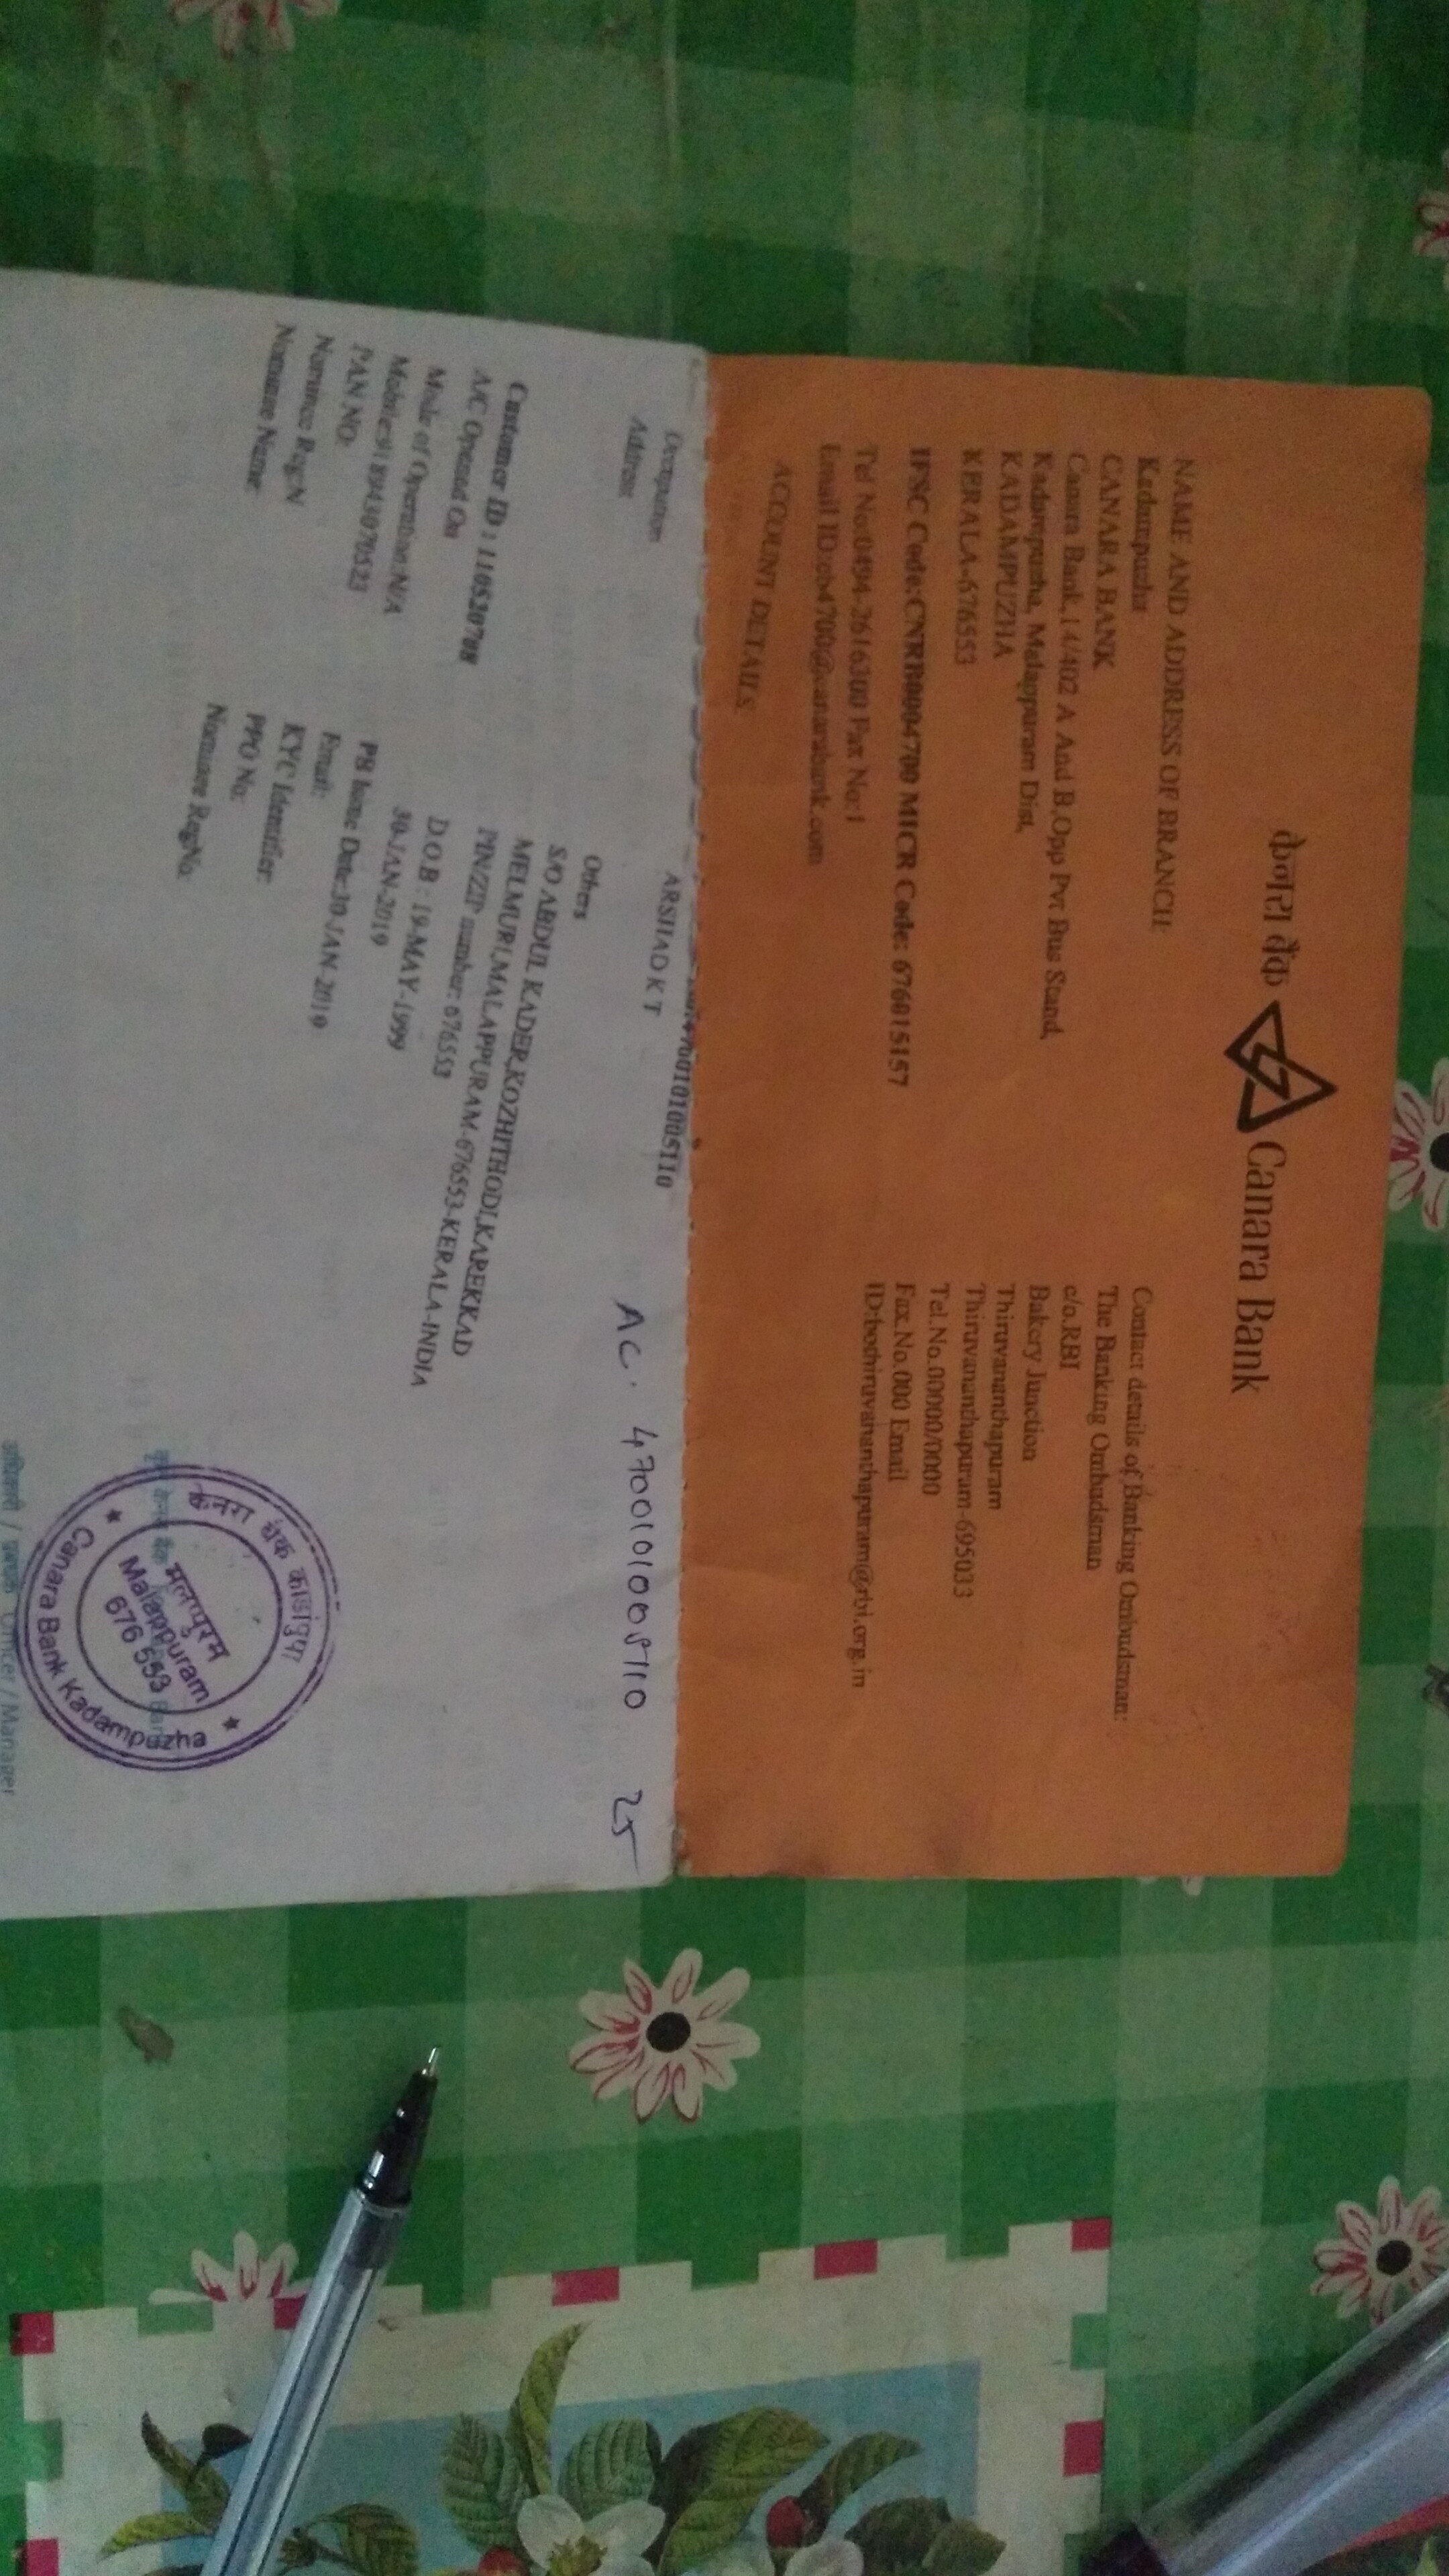 केनरा बैंक Canara Bank
NAME AND ADDRESS OF BRANCH:
Kadampuzha
CANARA BANK
Canara Bank,14/402 A And B,Opp Pvt Bus Stand,
Kadampuzha, Malappuram Dist,
KADAMPUZHA
KERALA-676553
IFSC Code:CNRB0004700 MICR Code: 676015157
Tel No:0494-2616300 Fax No:1
Email ID:cb4700@canarabank.com
ACCOUNT DETAILS:
Contact details of Banking Ombudsman:
The Banking Ombudsman
c/o.RBI
Bakery Junction
Thiruvananthapuram
Thiruvananthapuram-695033
Tel.No.00000/0000
Fax.No.000 Email
ID:bothiruvananthapuram@rbi.org.in
4700101005110
ARSHAD K T
AC. 4700101005110 25
Occupation Others
Address S/O ABDUL KADER,KOZHITHODI,KAREKKAD
MELMURI,MALAPPURAM-676553-KERALA-INDIA
PIN/ZIP number: 676553
Customer ID : 110520708 D.O.B : 19-MAY-1999
A/C Opened On 30-JAN-2019
Mode of Operation:N/A PB Issue Date:30-JAN-2019
Mobile:918943070523 Email:
PAN NO: KYC Identifier:
Nominee Reg:N PPO No:
Nominee Name: Nominee RegNo.
केनरा बैंक काडांपुषा
मलप्पुरम
Malappuram
676 553
Canara Bank Kadampuzha
अधिकारी / प्रबंधक Officer / Manager